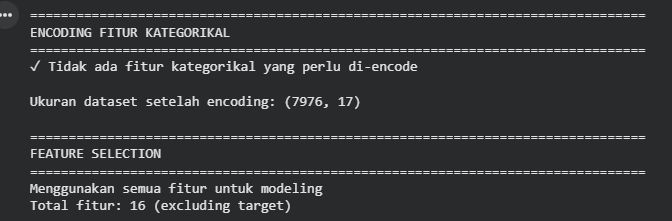 ================================================================================
ENCODING FITUR KATEGORIKAL
================================================================================
✓ Tidak ada fitur kategorikal yang perlu di-encode
Ukuran dataset setelah encoding: (7976, 17)
================================================================================
FEATURE SELECTION
================================================================================
Menggunakan semua fitur untuk modeling
Total fitur: 16 (excluding target)